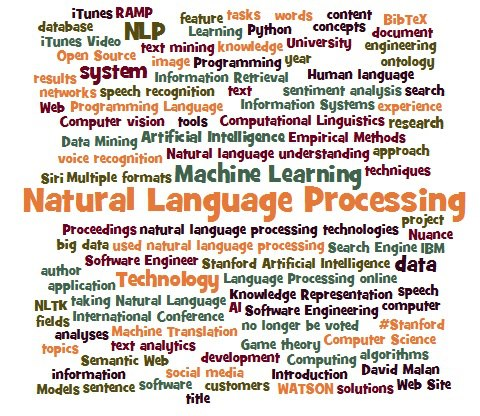 iTunes RAMP feature tasks words content BibTeX
database NLP Learning Python concepts document
iTunes Video text mining knowledge University engineering
Open Source image Programming year ontology
results system Information Retrieval Human language
networks speech recognition text sentiment analysis search
Web Programming Language Information Systems experience
Computer vision tools Computational Linguistics research
Data Mining Artificial Intelligence Empirical Methods
voice recognition Natural language understanding approach
Siri Multiple formats Machine Learning techniques
Natural Language Processing
project
Proceedings natural language processing technologies Nuance
big data used natural language processing Search Engine IBM
author Software Engineer Stanford Artificial Intelligence data
application Technology Language Processing online
NLTK taking Natural Language Knowledge Representation speech
fields International Conference AI Software Engineering computer
analyses Machine Translation no longer be voted #Stanford
topics text analytics Game theory Computer Science
Semantic Web development Computing algorithms
information social media Introduction David Malan
Models sentence software customers WATSON solutions Web Site
title